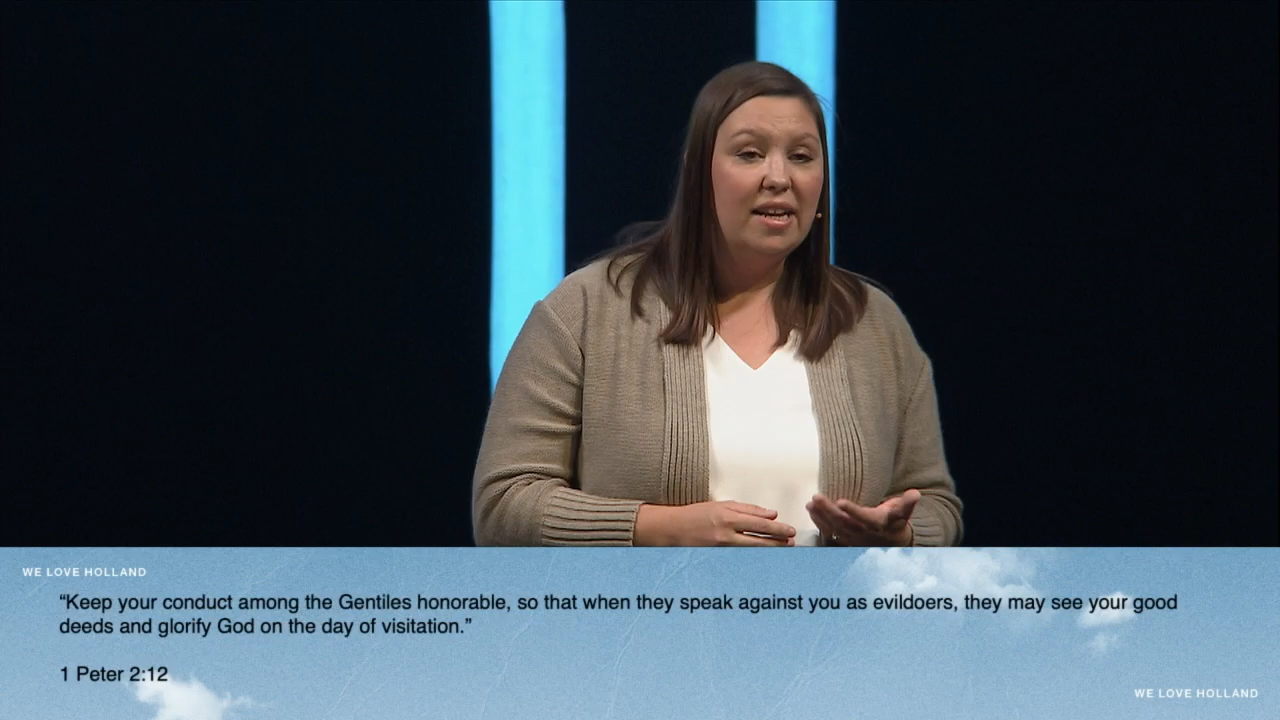 WE LOVE HOLLAND
“Keep your conduct among the Gentiles honorable, so that when they speak against you as evildoers, they may see your good
deeds and glorify God on the day of visitation.”
1 Peter 2:12
WE LOVE HOLLAND